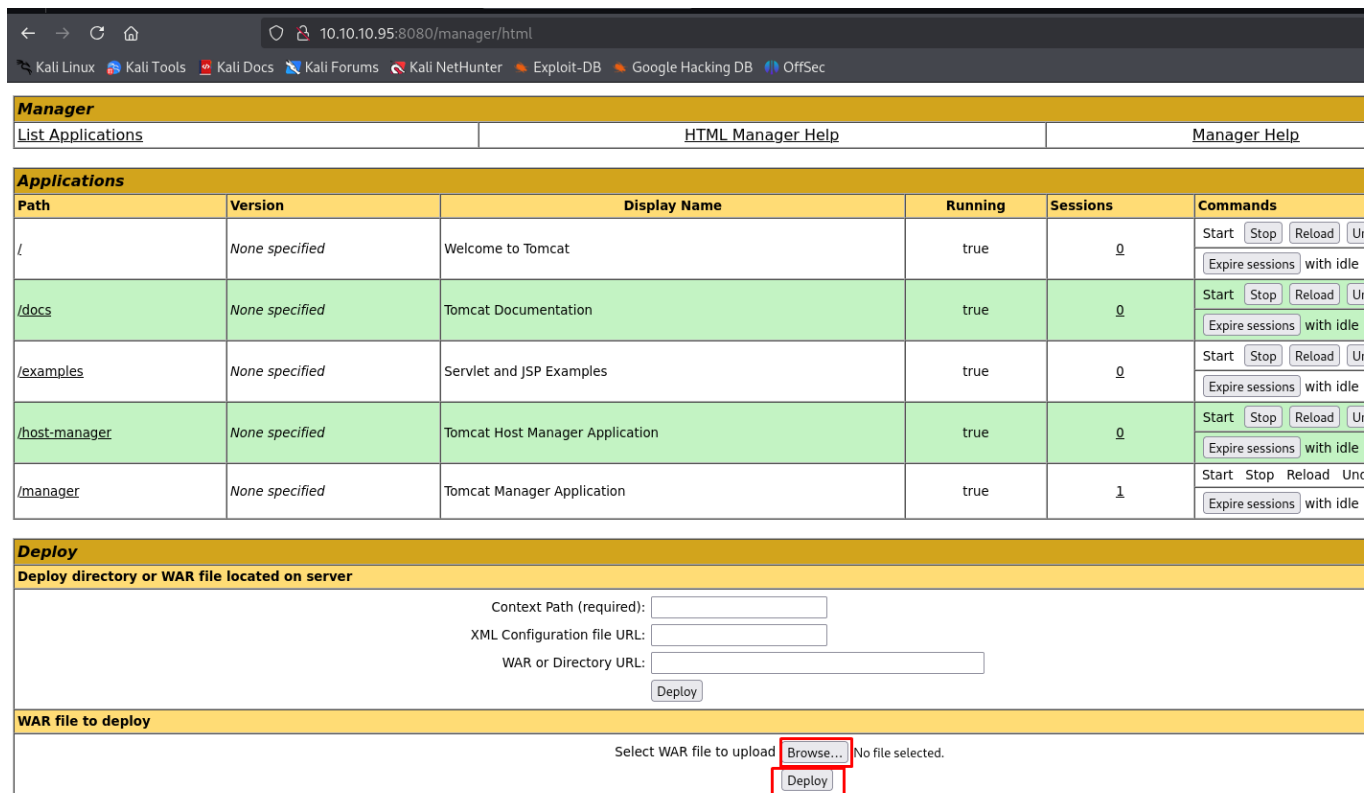 10.10.10.95:8080/manager/html
Kali Linux Kali Tools Kali Docs Kali Forums Kali NetHunter Exploit-DB Google Hacking DB OffSec
Manager
List Applications HTML Manager Help Manager Help
Applications
Path Version Display Name Running Sessions Commands
/ None specified Welcome to Tomcat true 0
Start Stop Reload Un
Expire sessions with idle
/docs None specified Tomcat Documentation true 0
Start Stop Reload Un
Expire sessions with idle
/examples None specified Servlet and JSP Examples true 0
Start Stop Reload Un
Expire sessions with idle
/host-manager None specified Tomcat Host Manager Application true 0
Start Stop Reload Un
Expire sessions with idle
/manager None specified Tomcat Manager Application true 1
Start Stop Reload Und
Expire sessions with idle
Deploy
Deploy directory or WAR file located on server
Context Path (required):
XML Configuration file URL:
WAR or Directory URL:
Deploy
WAR file to deploy
Select WAR file to upload Browse... No file selected.
Deploy